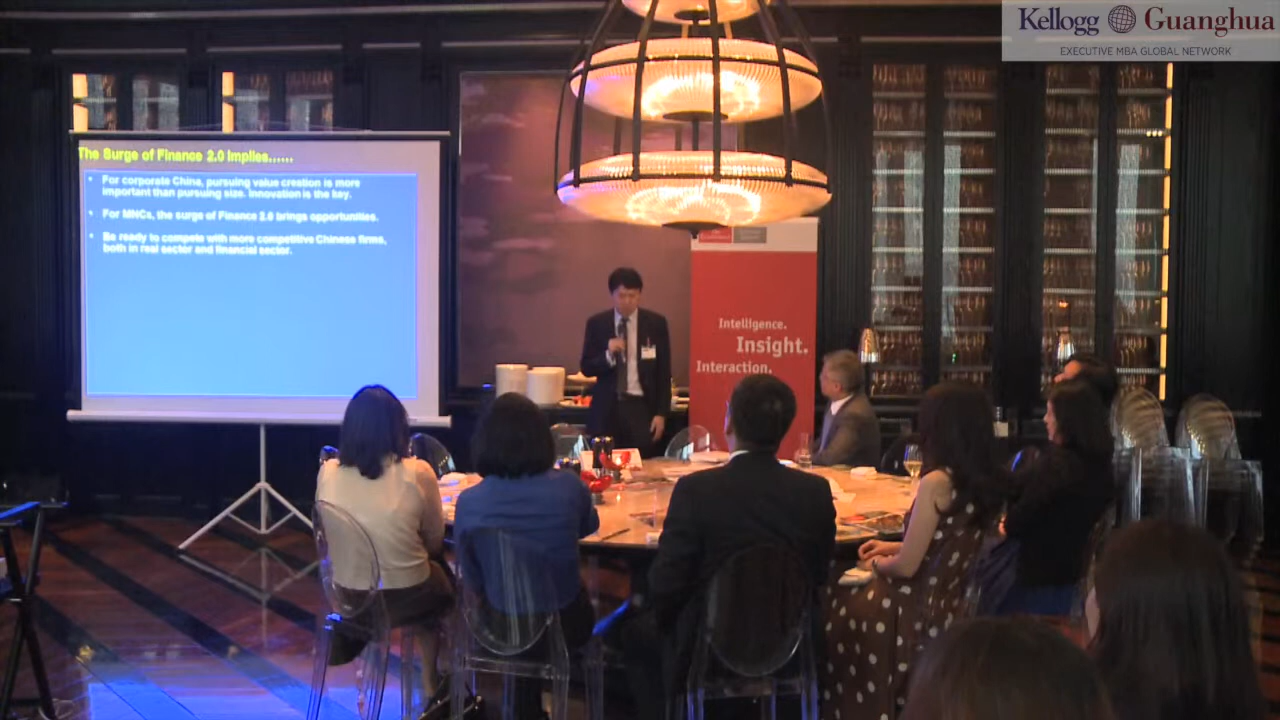 Kellogg Guanghua
EXECUTIVE MBA GLOBAL NETWORK
The Surge of Finance 2.0 Implies......
• For corporate China, pursuing value creation is more
important than pursuing size. Innovation is the key.
• For MNCs, the surge of Finance 2.0 brings opportunities.
• Be ready to compete with more competitive Chinese firms,
both in real sector and financial sector.
Intelligence.
Insight.
Interaction.